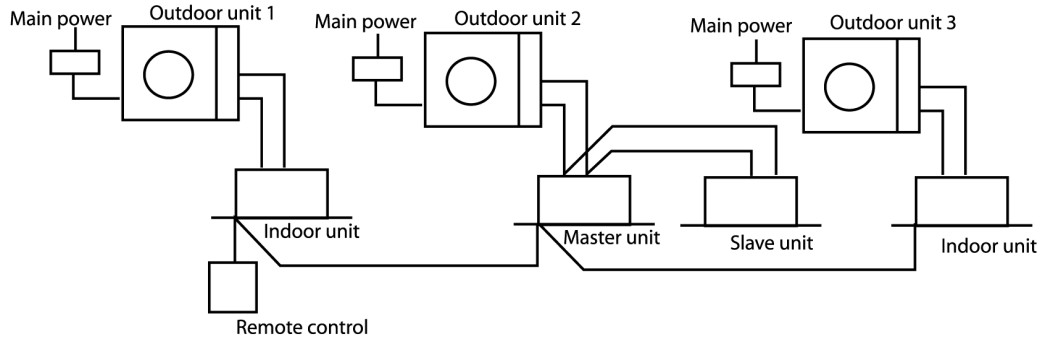 Main power
Outdoor unit 1
Main power
Outdoor unit 2
Main power
Outdoor unit 3
Indoor unit
Master unit
Slave unit
Indoor unit
Remote control